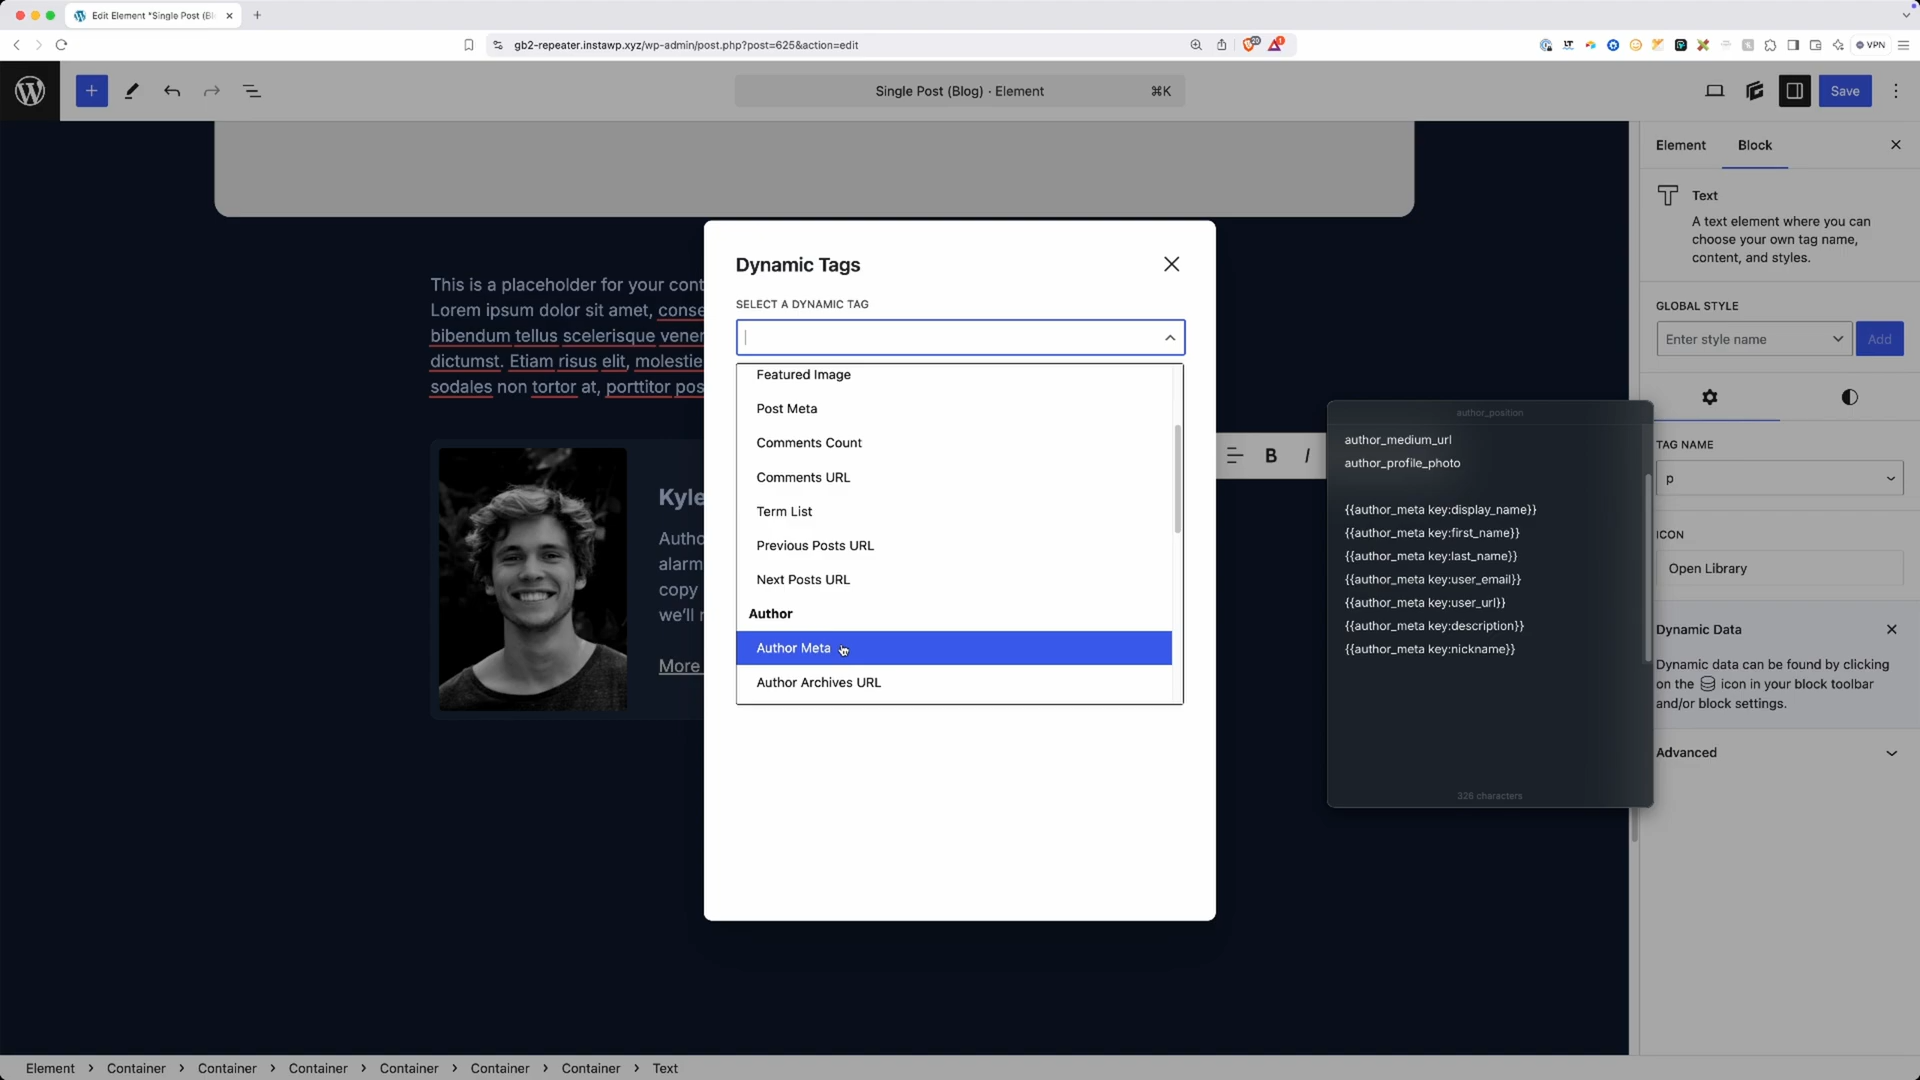 Edit Element "Single Post (Bl
gb2-repeater.instawp.xyz/wp-admin/post.php?post=625&action=edit
VPN
Single Post (Blog) · Element
⌘K
Save
This is a placeholder for your cont
Lorem ipsum dolor sit amet, conse
bibendum tellus scelerisque vener
dictumst. Etiam risus elit, molestie
sodales non tortor at, porttitor pos
Kyle
Autho
alarm
copy
we'll r
More
Dynamic Tags
SELECT A DYNAMIC TAG
Featured Image
Post Meta
Comments Count
Comments URL
Term List
Previous Posts URL
Next Posts URL
Author
Author Meta
Author Archives URL
B I
author_position
author_medium_url
author_profile_photo
{{author_meta key:display_name}}
{{author_meta key:first_name}}
{{author_meta key:last_name}}
{{author_meta key:user_email}}
{{author_meta key:user_url}}
{{author_meta key:description}}
{{author_meta key:nickname}}
326 characters
Element
Block
Text
A text element where you can
choose your own tag name,
content, and styles.
GLOBAL STYLE
Enter style name
Add
TAG NAME
p
ICON
Open Library
Dynamic Data
Dynamic data can be found by clicking
on the icon in your block toolbar
and/or block settings.
Advanced
Element > Container > Container > Container > Container > Container > Container > Text